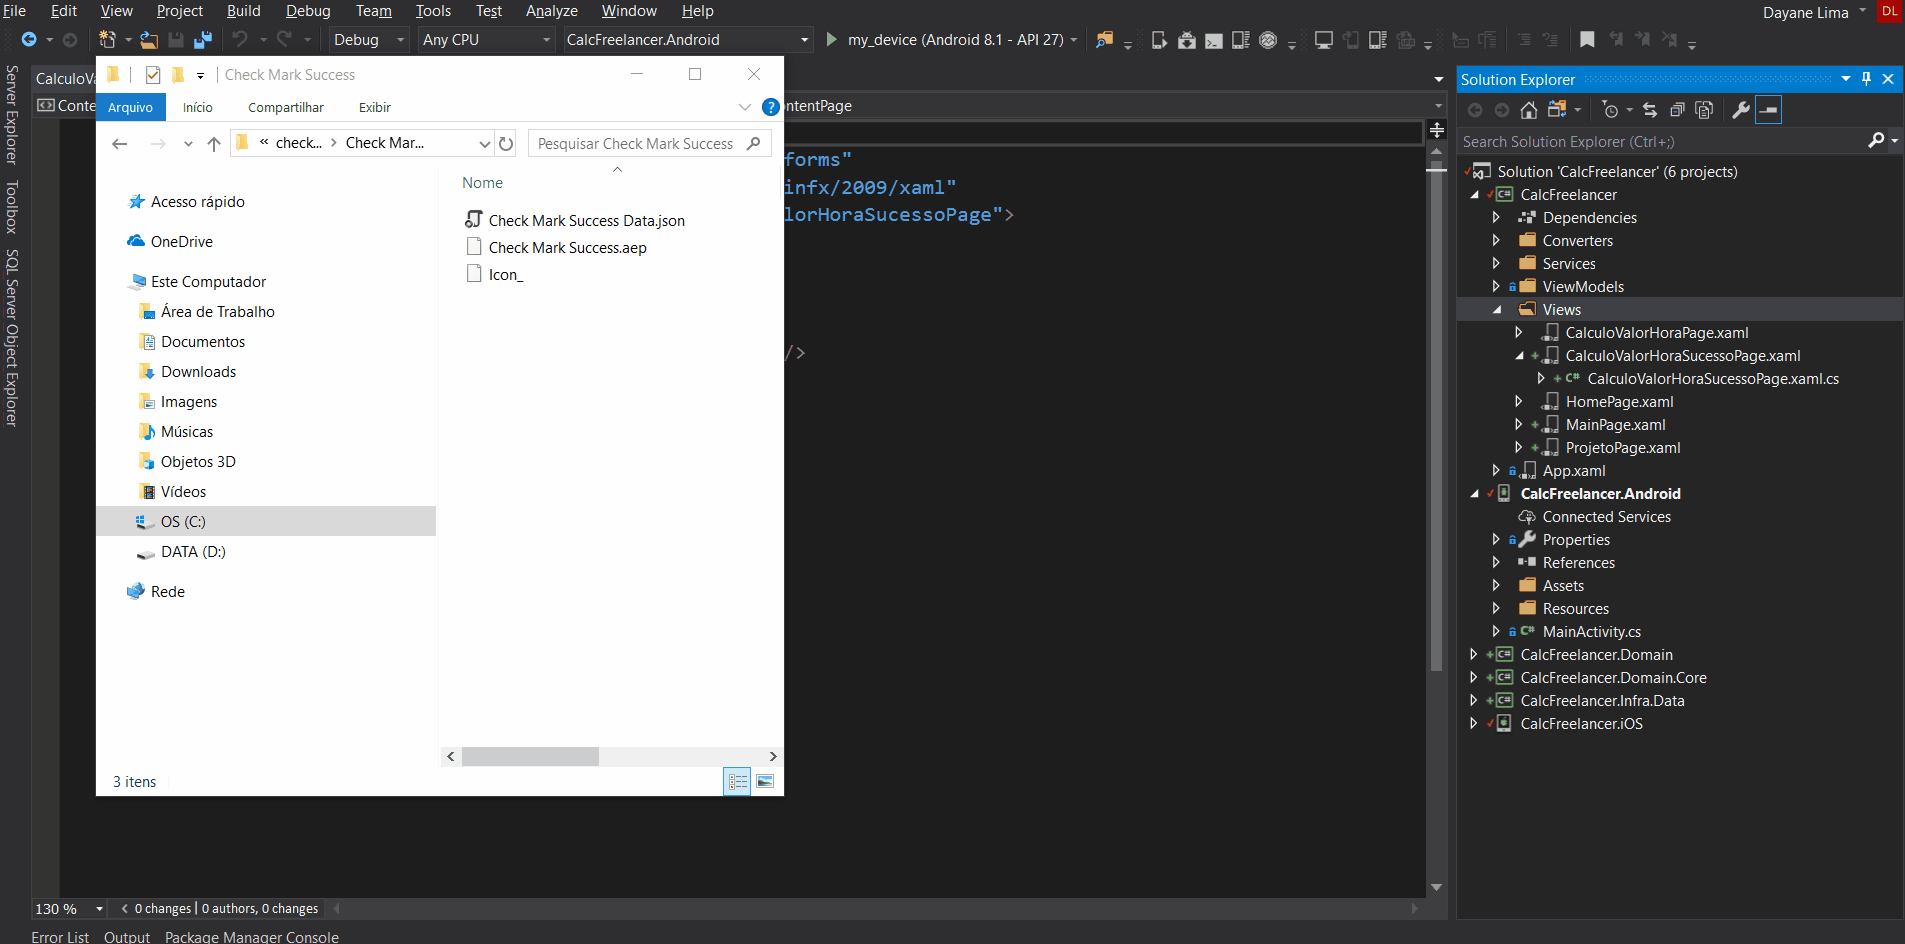 File Edit View Project Build Debug Team Tools Test Analyze Window Help
Dayane Lima DL
Debug Any CPU CalcFreelancer.Android my_device (Android 8.1 - API 27)
Server Explorer
Toolbox
SQL Server Object Explorer
CalculoVa
Conte
ontentPage
Check Mark Success
Arquivo Início Compartilhar Exibir
« check... > Check Mar...
Pesquisar Check Mark Success
Acesso rápido
OneDrive
Este Computador
Área de Trabalho
Documentos
Downloads
Imagens
Músicas
Objetos 3D
Vídeos
OS (C:)
DATA (D:)
Rede
Nome
Check Mark Success Data.json
Check Mark Success.aep
Icon_
3 itens
forms"
infx/2009/xaml"
lorHoraSucessoPage">
/>
130 %
0 changes | 0 authors, 0 changes
Error List Output Package Manager Console
Solution Explorer
Search Solution Explorer (Ctrl+;)
Solution 'CalcFreelancer' (6 projects)
CalcFreelancer
Dependencies
Converters
Services
ViewModels
Views
CalculoValorHoraPage.xaml
CalculoValorHoraSucessoPage.xaml
C# CalculoValorHoraSucessoPage.xaml.cs
HomePage.xaml
MainPage.xaml
ProjetoPage.xaml
App.xaml
CalcFreelancer.Android
Connected Services
Properties
References
Assets
Resources
C# MainActivity.cs
C# CalcFreelancer.Domain
C# CalcFreelancer.Domain.Core
C# CalcFreelancer.Infra.Data
CalcFreelancer.iOS